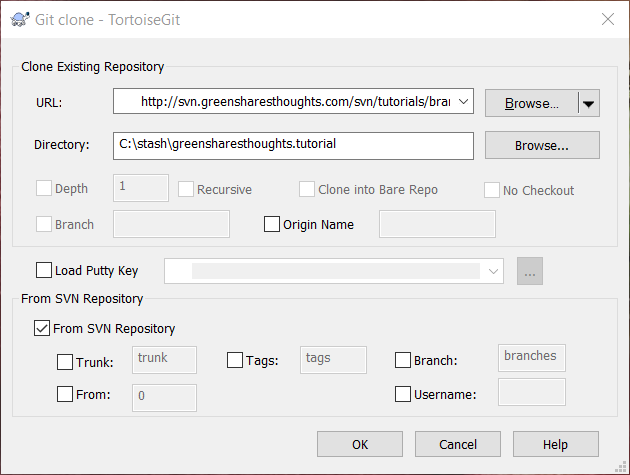 Git clone - TortoiseGit
Clone Existing Repository
URL: http://svn.greensharesthoughts.com/svn/tutorials/bra Browse...
Directory: C:\stash\greensharesthoughts.tutorial Browse...
Depth 1 Recursive Clone into Bare Repo No Checkout
Branch Origin Name
Load Putty Key ...
From SVN Repository
From SVN Repository
Trunk: trunk Tags: tags Branch: branches
From: 0 Username:
OK Cancel Help